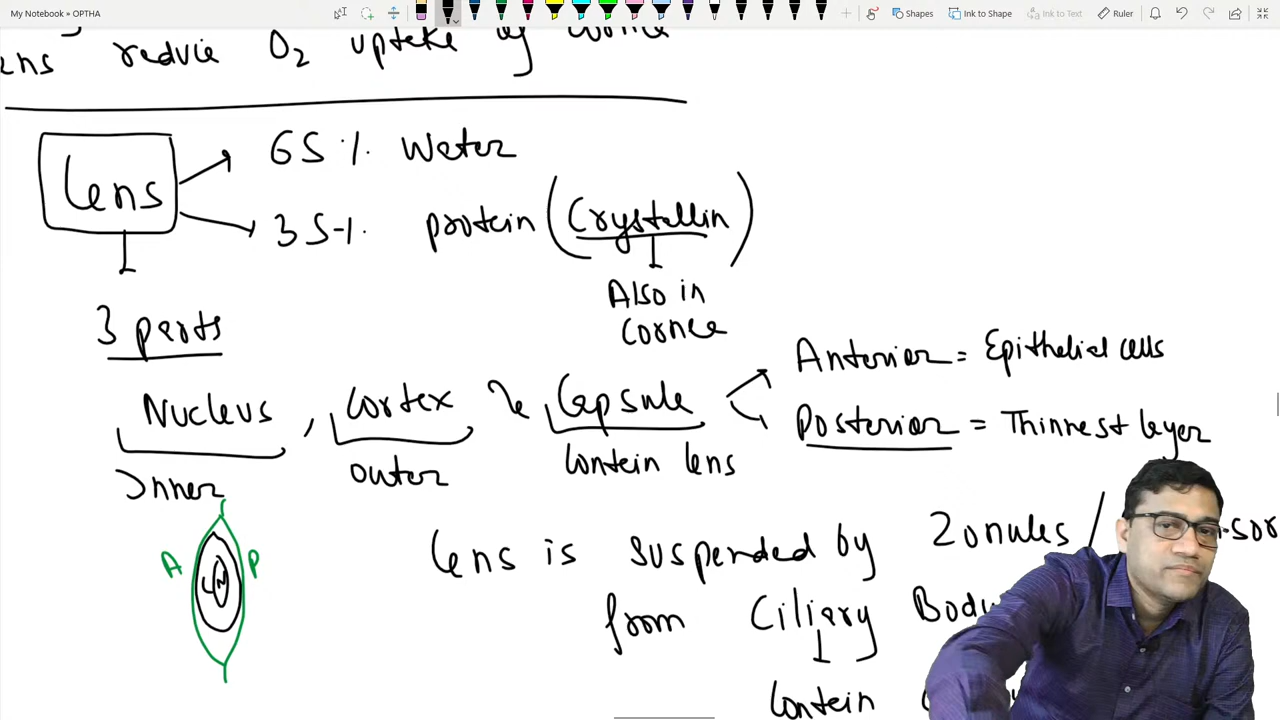 My Notebook » OPTHA
Shapes Ink to Shape Ink to Text Ruler
lens reduce O2 uptake of
Lens
65 % Water
35 % protein (Crystallin)
Also in
Cornea
3 parts
Nucleus , Cortex & Capsule
Anterior = Epithelial cells
Posterior = Thinnest layer
Inner
outer
Contain lens
A P
C N
Lens is suspended by Zonules /
from Ciliary Body
Contain